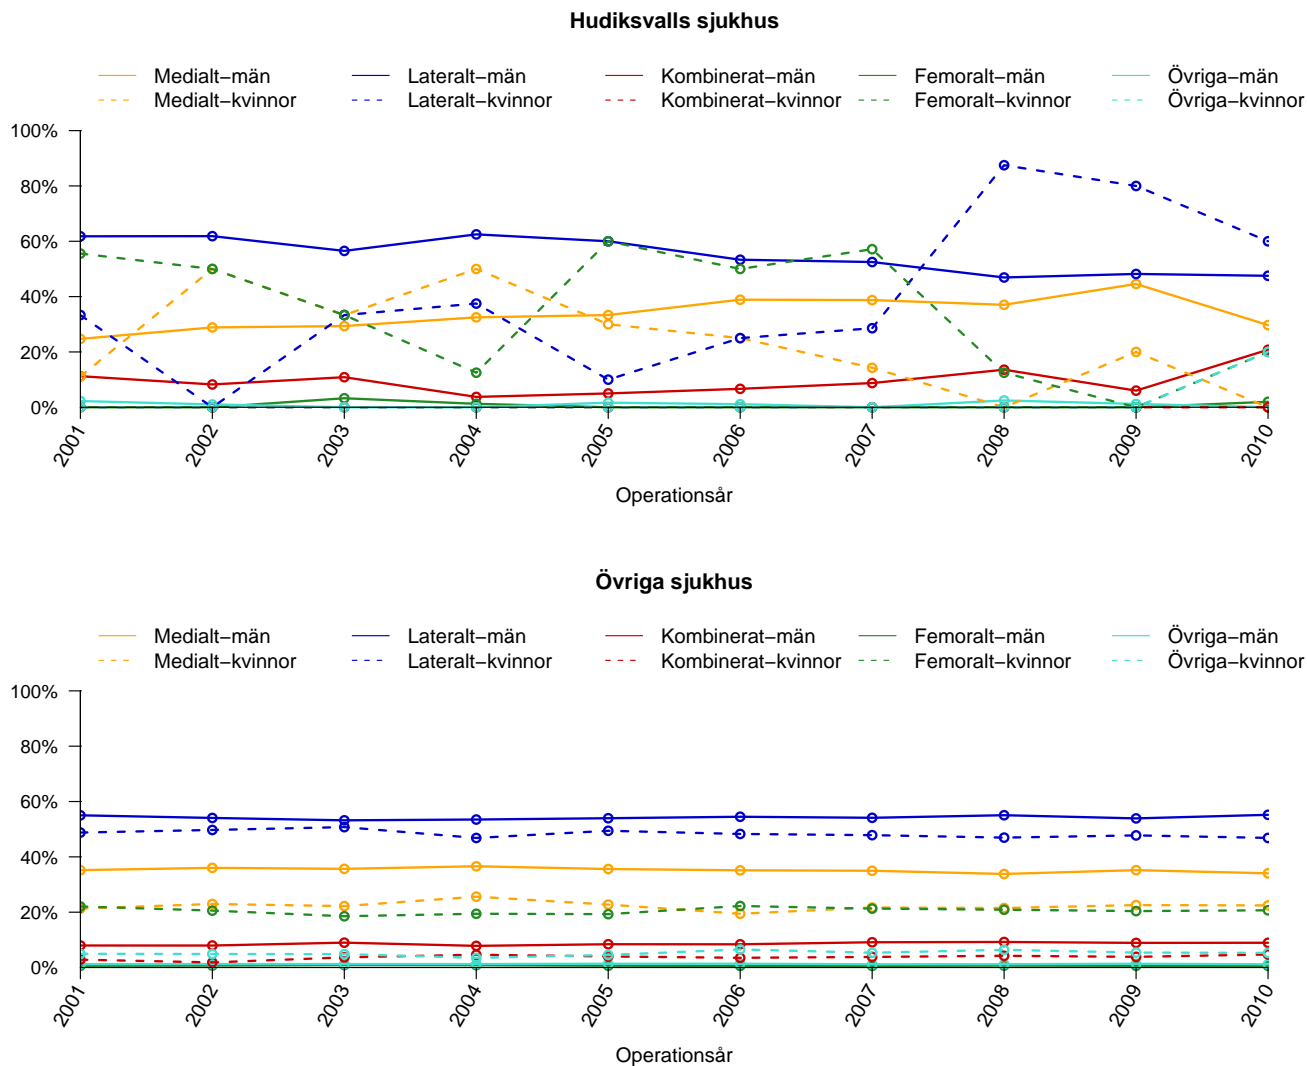 Hudiksvalls sjukhus
Medialt−män Lateralt−män Kombinerat−män Femoralt−män Övriga−män
Medialt−kvinnor Lateralt−kvinnor Kombinerat−kvinnor Femoralt−kvinnor Övriga−kvinnor
100%
80%
60%
40%
20%
0%
2001 2002 2003 2004 2005 2006 2007 2008 2009 2010
Operationsår
Övriga sjukhus
Medialt−män Lateralt−män Kombinerat−män Femoralt−män Övriga−män
Medialt−kvinnor Lateralt−kvinnor Kombinerat−kvinnor Femoralt−kvinnor Övriga−kvinnor
100%
80%
60%
40%
20%
0%
2001 2002 2003 2004 2005 2006 2007 2008 2009 2010
Operationsår